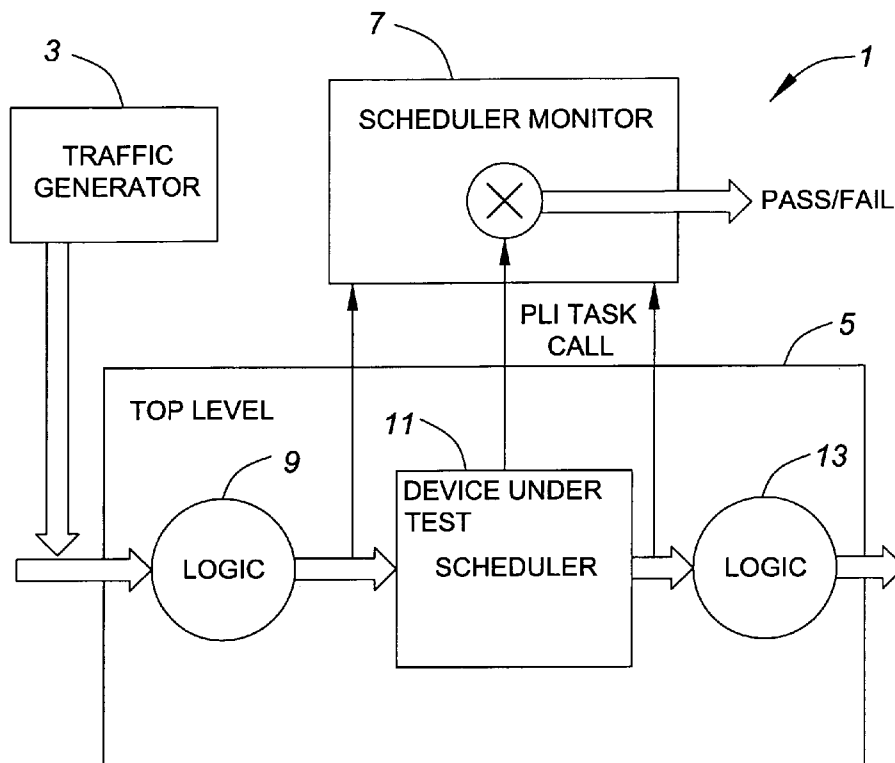 7
3
1
TRAFFIC
GENERATOR
SCHEDULER MONITOR
PASS/FAIL
PLI TASK
CALL
5
TOP LEVEL
9
11
13
LOGIC
DEVICE UNDER
TEST
SCHEDULER
LOGIC